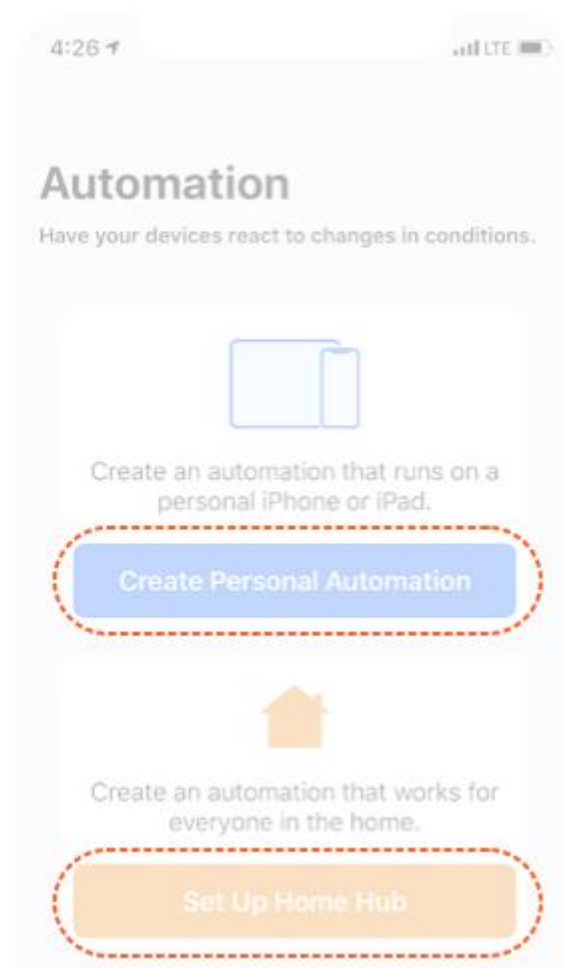 4:26 LTE
Automation
Have your devices react to changes in conditions.
Create an automation that runs on a
personal iPhone or iPad.
Create Personal Automation
Create an automation that works for
everyone in the home.
Set Up Home Hub